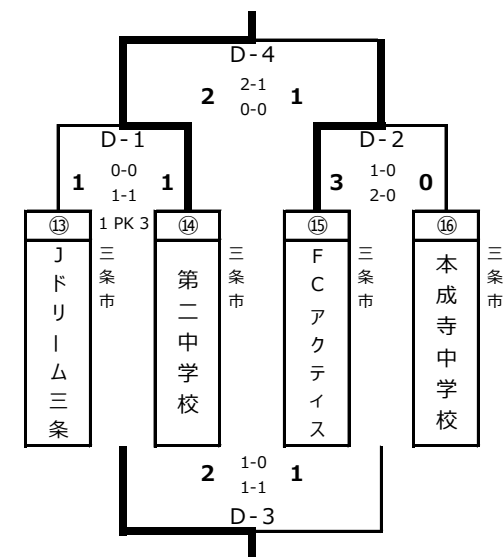 D-4
2 2-1 1
0-0
D-1 D-2
1 0-0 1 3 1-0 0
1-1 2-0
⑬ 1 PK 3 ⑭ ⑮ ⑯
Jドリーム三条
三条市
第二中学校
三条市
FCアクティス
三条市
本成寺中学校
三条市
2 1-0 1
1-1
D-3